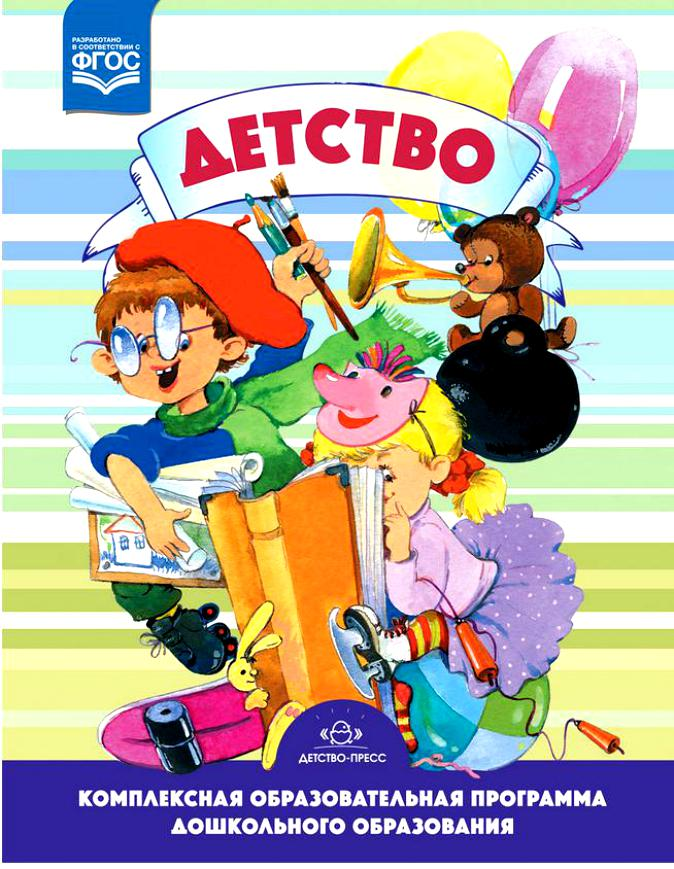 РАЗРАБОТАНО
В СООТВЕТСТВИИ С
ФГОС
ДЕТСТВО
ДЕТСТВО-ПРЕСС
КОМПЛЕКСНАЯ ОБРАЗОВАТЕЛЬНАЯ ПРОГРАММА
ДОШКОЛЬНОГО ОБРАЗОВАНИЯ